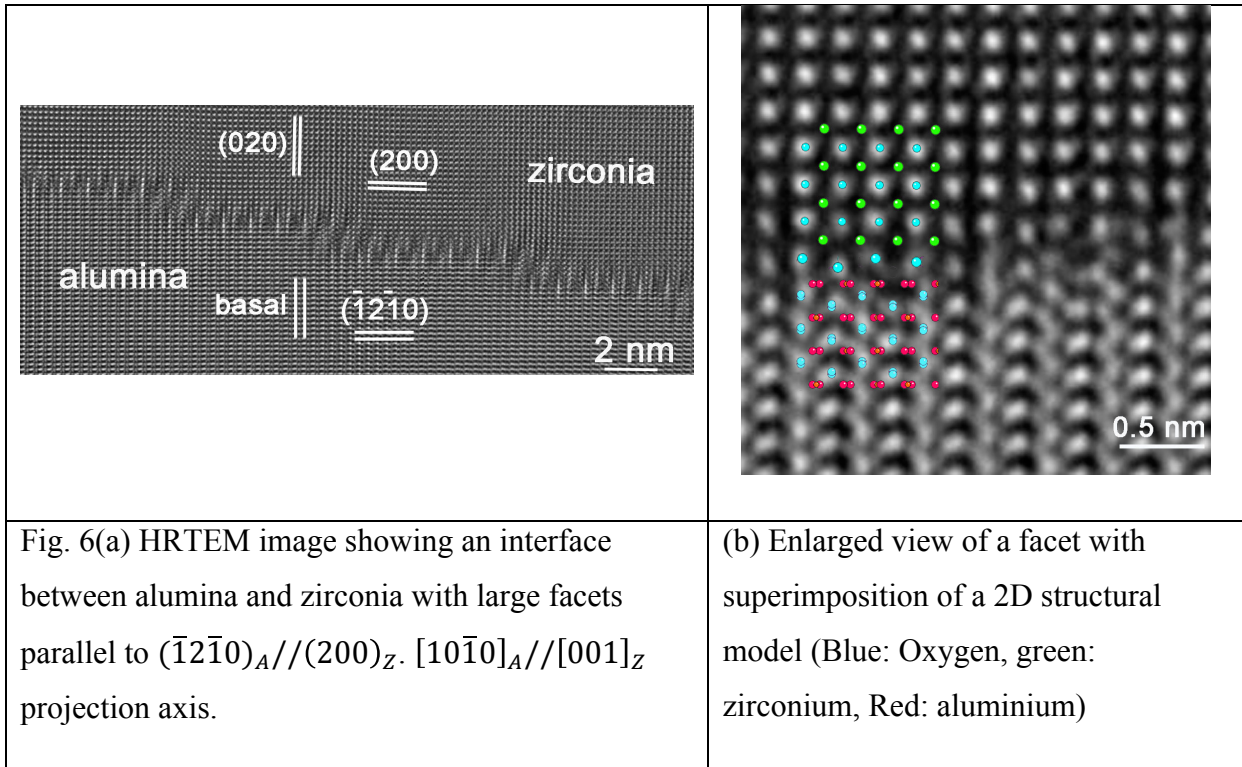 (020)
(200)
zirconia
alumina
basal
(1̄21̄0)
2 nm
0.5 nm
Fig. 6(a) HRTEM image showing an interface
between alumina and zirconia with large facets
parallel to (1̄21̄0)A//(200)Z. [101̄0]A//[001]Z
projection axis.
(b) Enlarged view of a facet with
superimposition of a 2D structural
model (Blue: Oxygen, green:
zirconium, Red: aluminium)